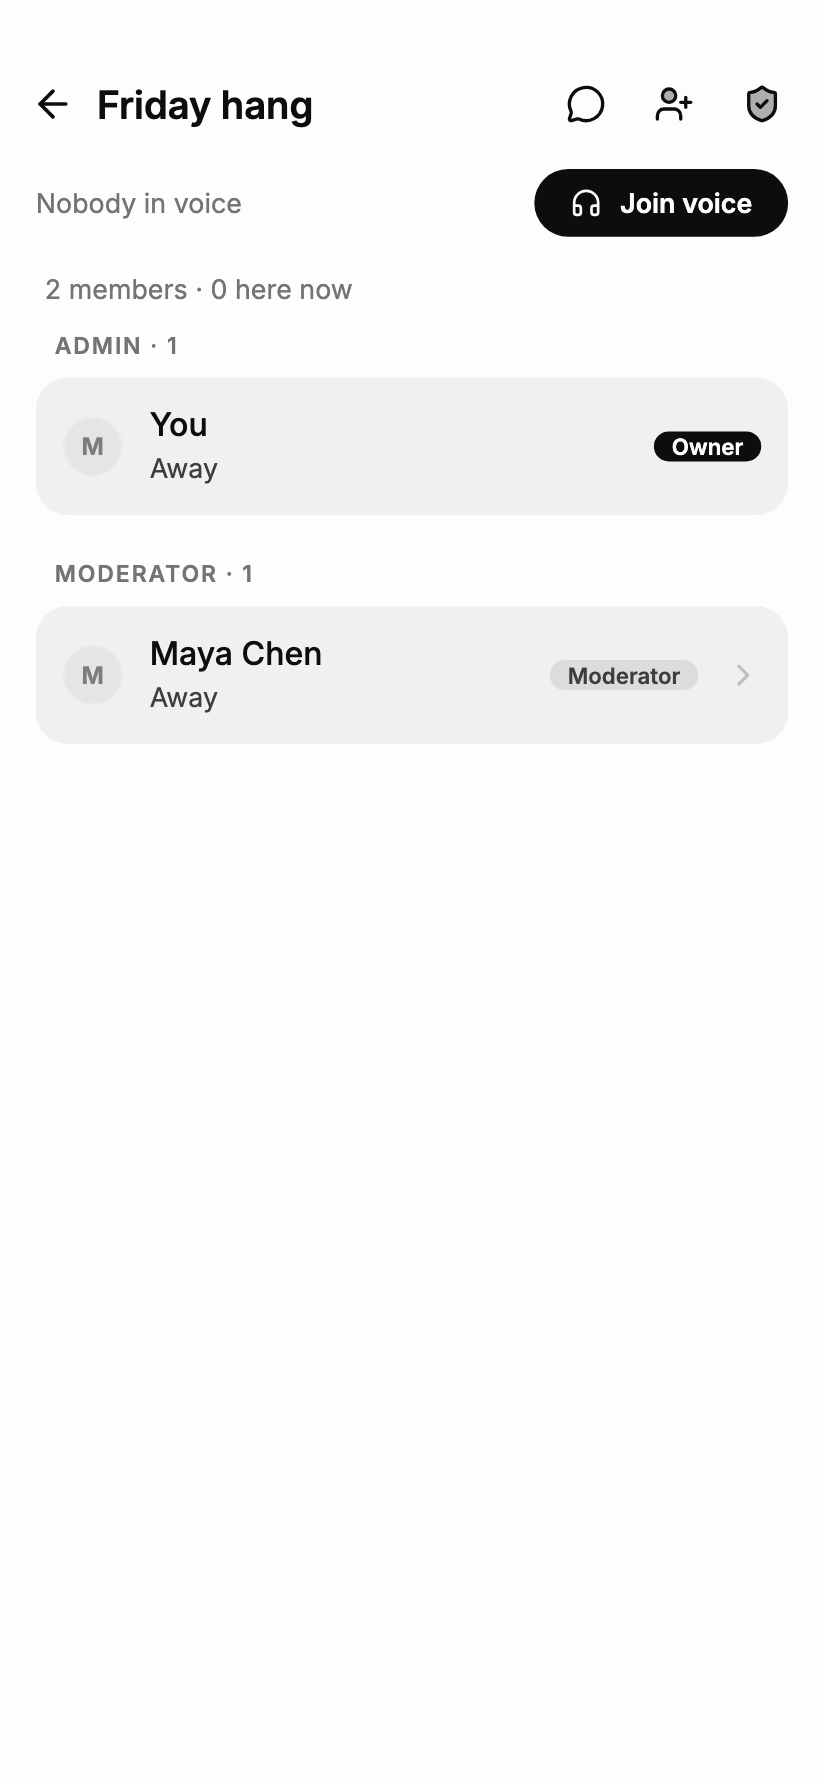 Friday hang
Nobody in voice
Join voice
2 members · 0 here now
ADMIN · 1
M
You
Away
Owner
MODERATOR · 1
M
Maya Chen
Away
Moderator